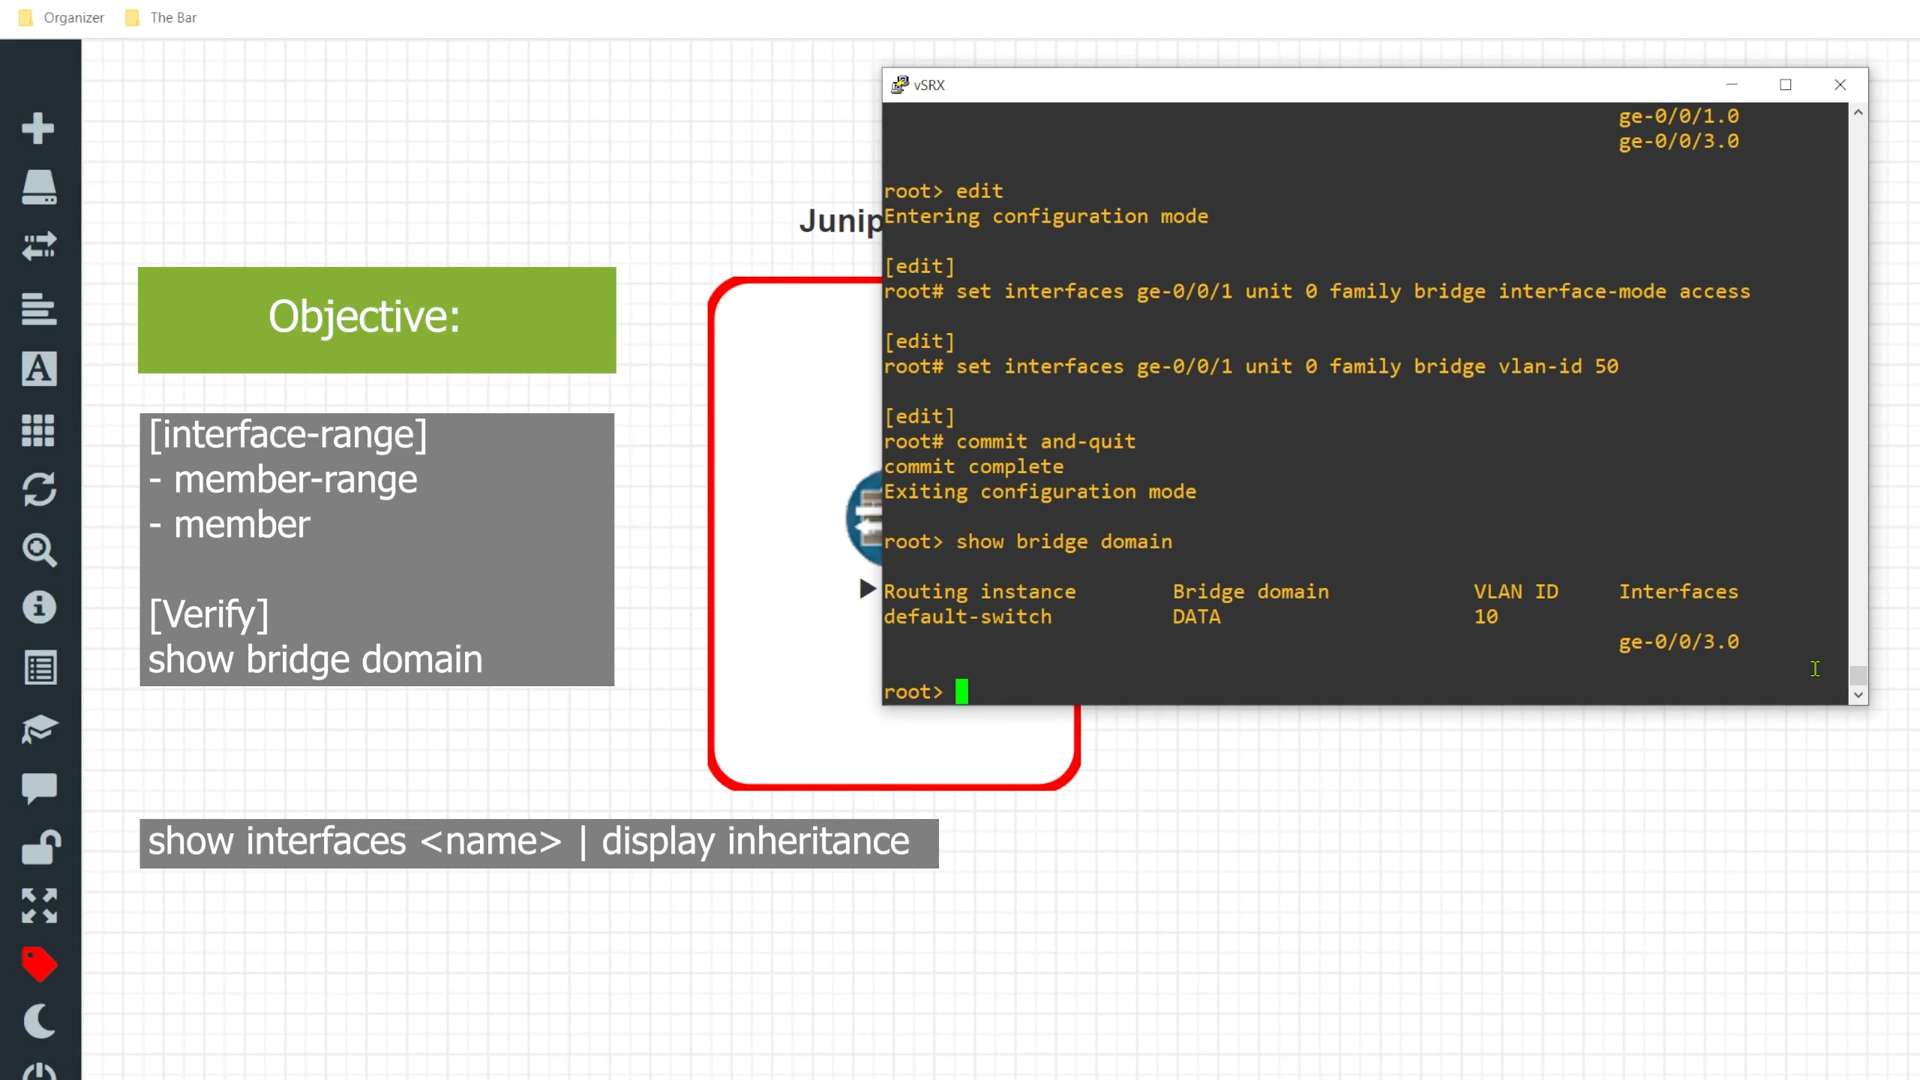 Organizer
The Bar
Junip
Objective:
[interface-range]
- member-range
- member
[Verify]
show bridge domain
show interfaces <name> | display inheritance
vSRX
ge-0/0/1.0
ge-0/0/3.0
root> edit
Entering configuration mode
[edit]
root# set interfaces ge-0/0/1 unit 0 family bridge interface-mode access
[edit]
root# set interfaces ge-0/0/1 unit 0 family bridge vlan-id 50
[edit]
root# commit and-quit
commit complete
Exiting configuration mode
root> show bridge domain
Routing instance Bridge domain VLAN ID Interfaces
default-switch DATA 10
ge-0/0/3.0
root>